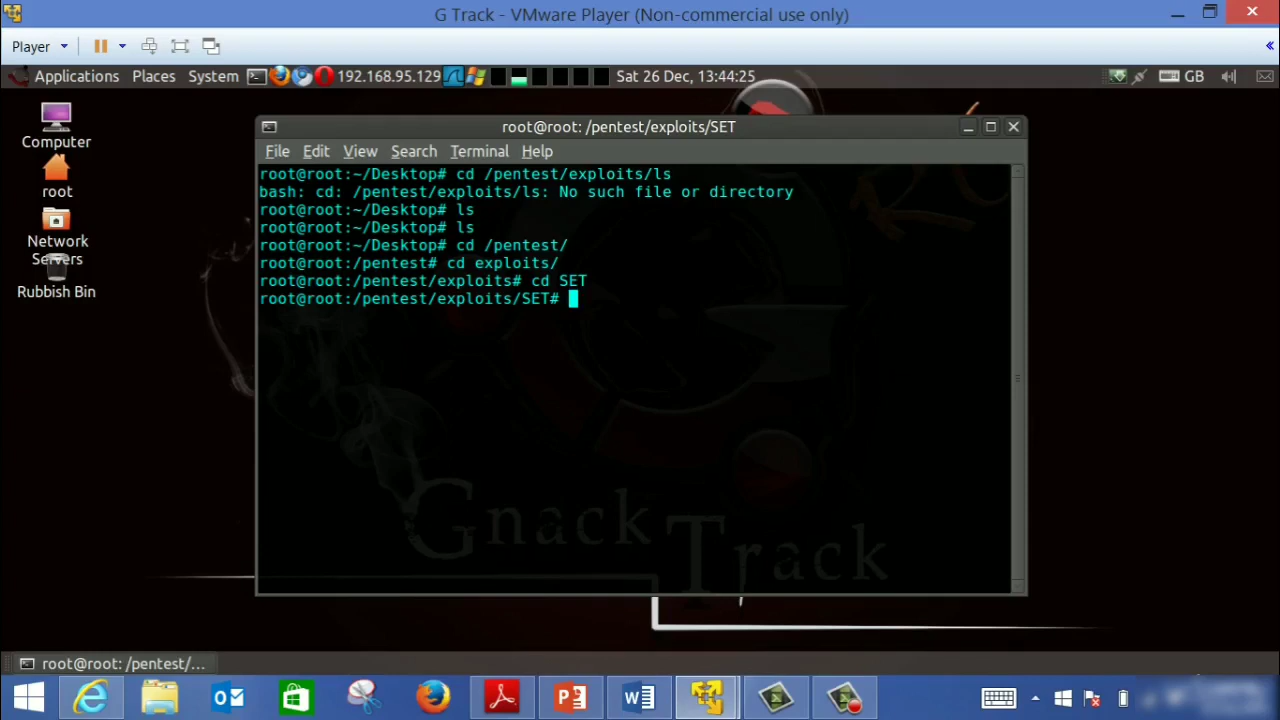 G Track - VMware Player (Non-commercial use only)
Player
Applications Places System 192.168.95.129 Sat 26 Dec, 13:44:25 GB
Computer
root
Network
Servers
Rubbish Bin
root@root: /pentest/exploits/SET
File Edit View Search Terminal Help
root@root:~/Desktop# cd /pentest/exploits/ls
bash: cd: /pentest/exploits/ls: No such file or directory
root@root:~/Desktop# ls
root@root:~/Desktop# ls
root@root:~/Desktop# cd /pentest/
root@root:/pentest# cd exploits/
root@root:/pentest/exploits# cd SET
root@root:/pentest/exploits/SET#
Gnack
Track
root@root: /pentest/...